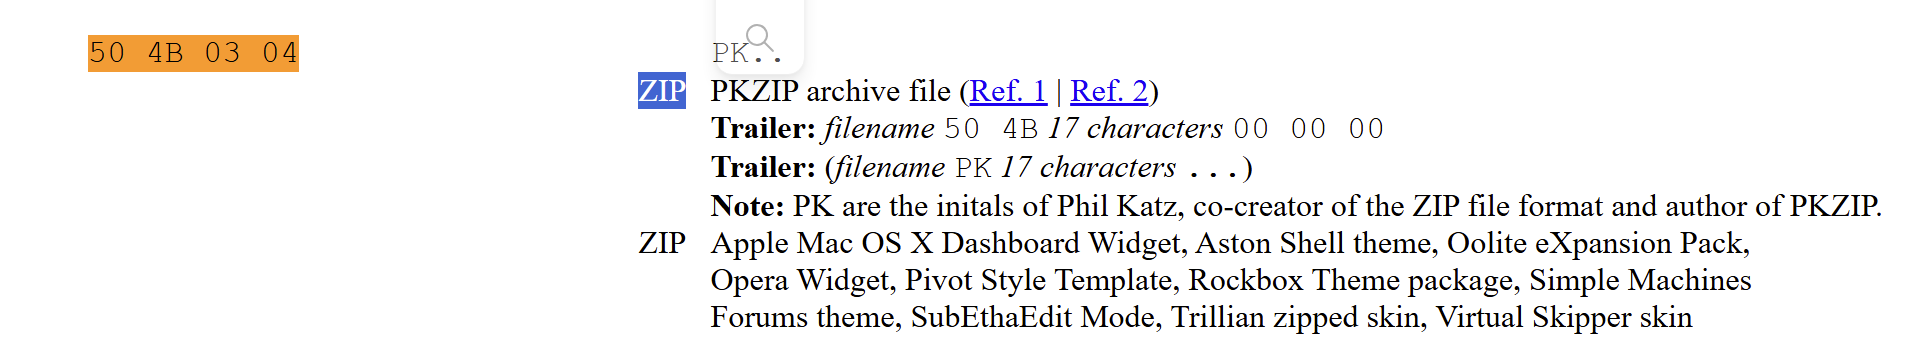 50 4B 03 04 PK..
ZIP PKZIP archive file (Ref. 1 | Ref. 2)
Trailer: filename 50 4B 17 characters 00 00 00
Trailer: (filename PK 17 characters ...)
Note: PK are the initals of Phil Katz, co-creator of the ZIP file format and author of PKZIP.
ZIP Apple Mac OS X Dashboard Widget, Aston Shell theme, Oolite eXpansion Pack,
Opera Widget, Pivot Style Template, Rockbox Theme package, Simple Machines
Forums theme, SubEthaEdit Mode, Trillian zipped skin, Virtual Skipper skin